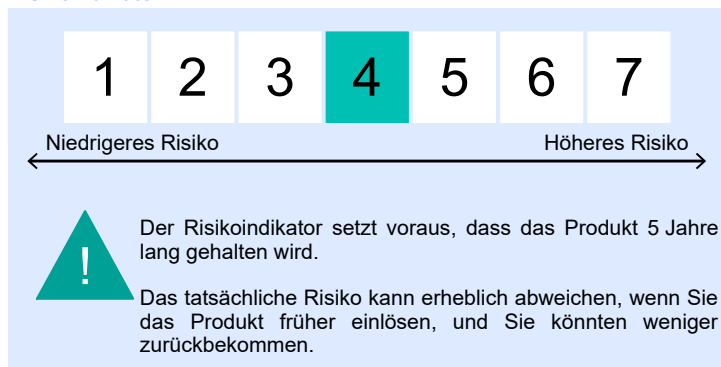 1 2 3 4 5 6 7
Niedrigeres Risiko Höheres Risiko
!
Der Risikoindikator setzt voraus, dass das Produkt 5 Jahre
lang gehalten wird.
Das tatsächliche Risiko kann erheblich abweichen, wenn Sie
das Produkt früher einlösen, und Sie könnten weniger
zurückbekommen.